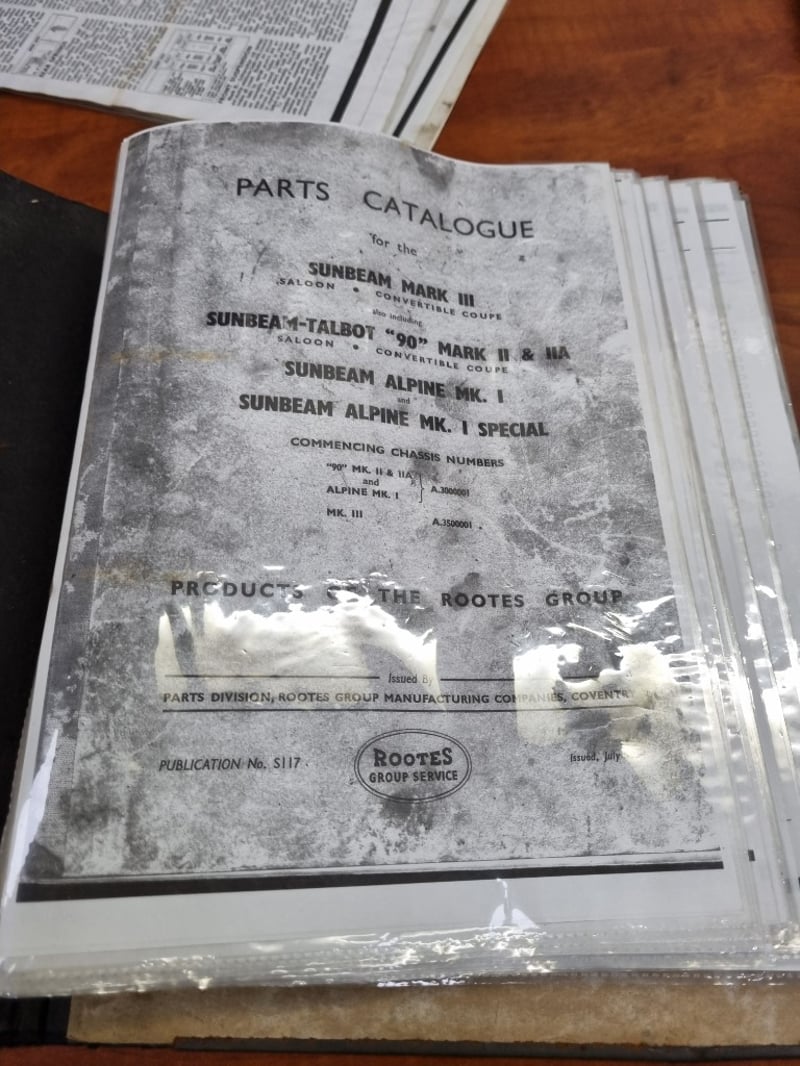 PARTS CATALOGUE
for the
SUNBEAM MARK III
SALOON • CONVERTIBLE COUPE
also including
SUNBEAM-TALBOT "90" MARK II & IIA
SALOON • CONVERTIBLE COUPE
SUNBEAM ALPINE MK. I
and
SUNBEAM ALPINE MK. I SPECIAL
COMMENCING CHASSIS NUMBERS
"90" MK. II & IIA
and
ALPINE MK. I
A.3000001
MK. III
A.3500001
PRODUCTS OF THE ROOTES GROUP
Issued By
PARTS DIVISION, ROOTES GROUP MANUFACTURING COMPANIES, COVENTRY
PUBLICATION No. S117
ROOTES
GROUP SERVICE
Issued, July